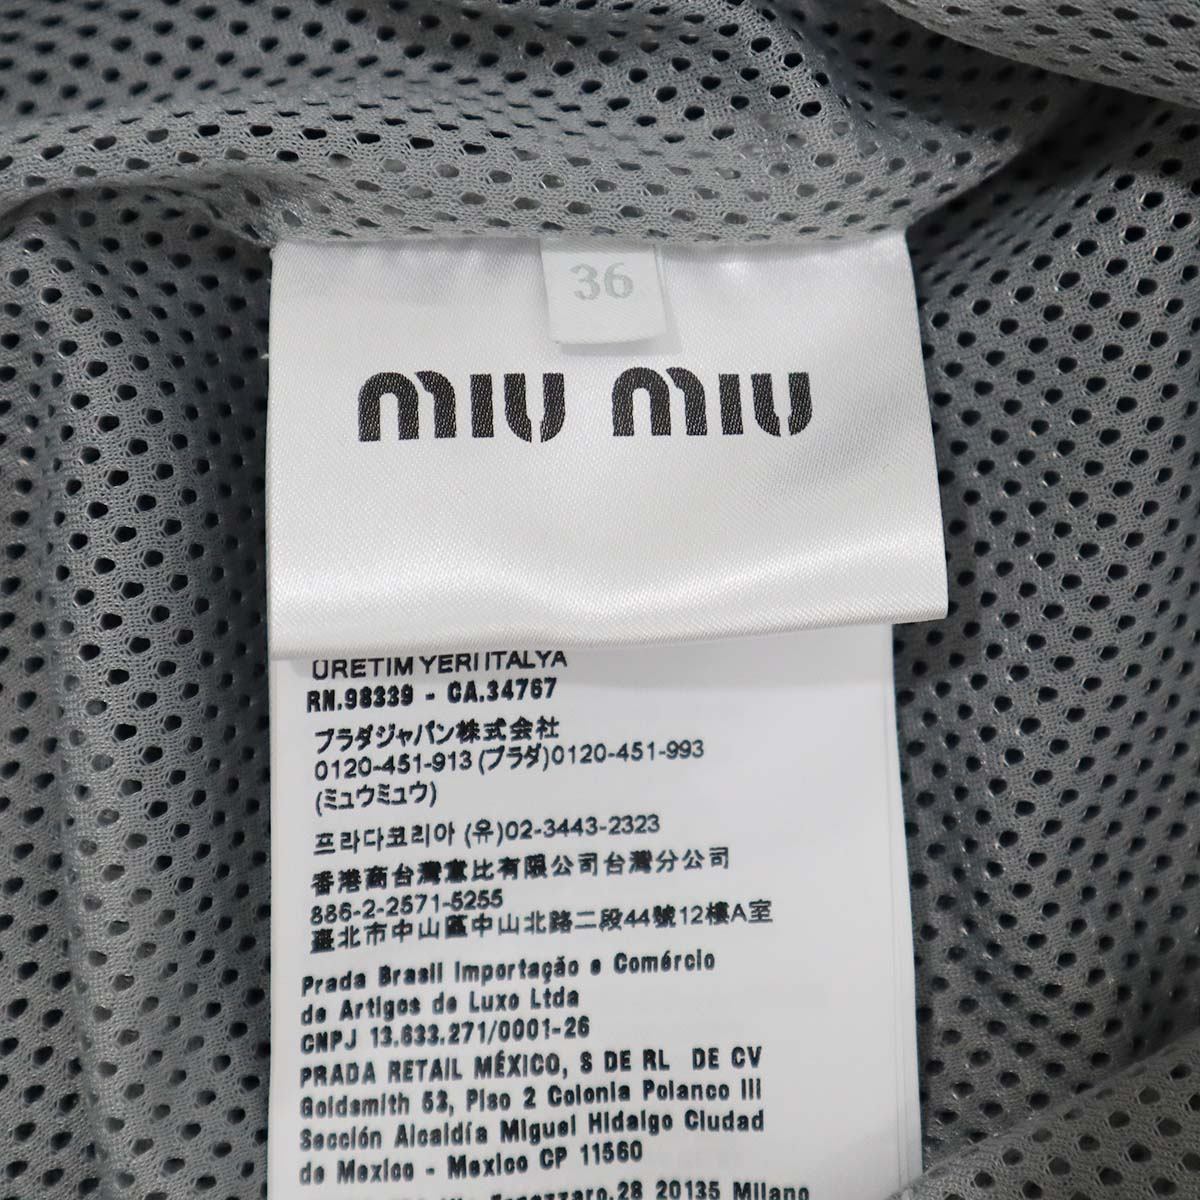 36
miu miu
ÜRETIM YERI ITALYA
RN.98339 - CA.34767
プラダジャパン株式会社
0120-451-913 (プラダ)0120-451-993
(ミュウミュウ)
프라다코리아 (유)02-3443-2323
香港商台灣意比有限公司台灣分公司
886-2-2571-5255
臺北市中山區中山北路二段44號12樓A室
Prada Brasil Importação e Comércio
de Artigos de Luxo Ltda
CNPJ 13.633.271/0001-26
PRADA RETAIL MÉXICO, S DE RL DE CV
Goldsmith 53, Piso 2 Colonia Polanco III
Sección Alcaldía Miguel Hidalgo Ciudad
de Mexico - Mexico CP 11560
Fogazzaro,28 20135 Milano